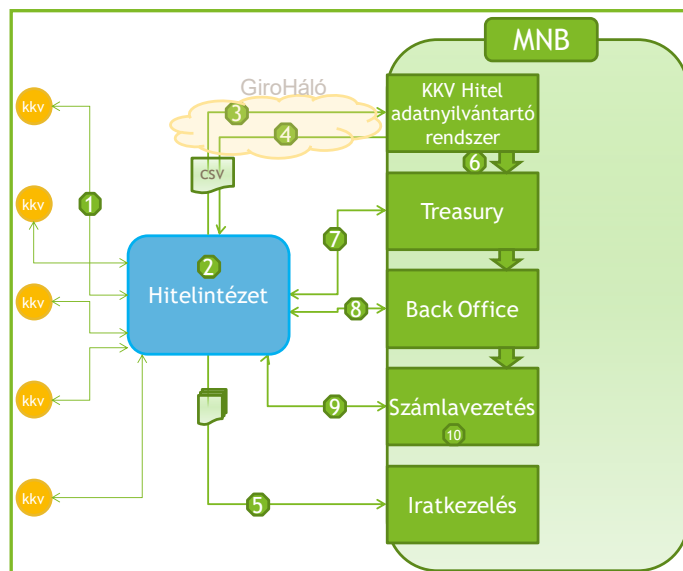 MNB
GiroHáló
KKV Hitel
adatnyilvántartó
rendszer
kkv
3
4
6
CSV
kkv
1
Treasury
7
2
Hitelintézet
kkv
8
Back Office
kkv
9
Számlavezetés
10
kkv
5
Iratkezelés